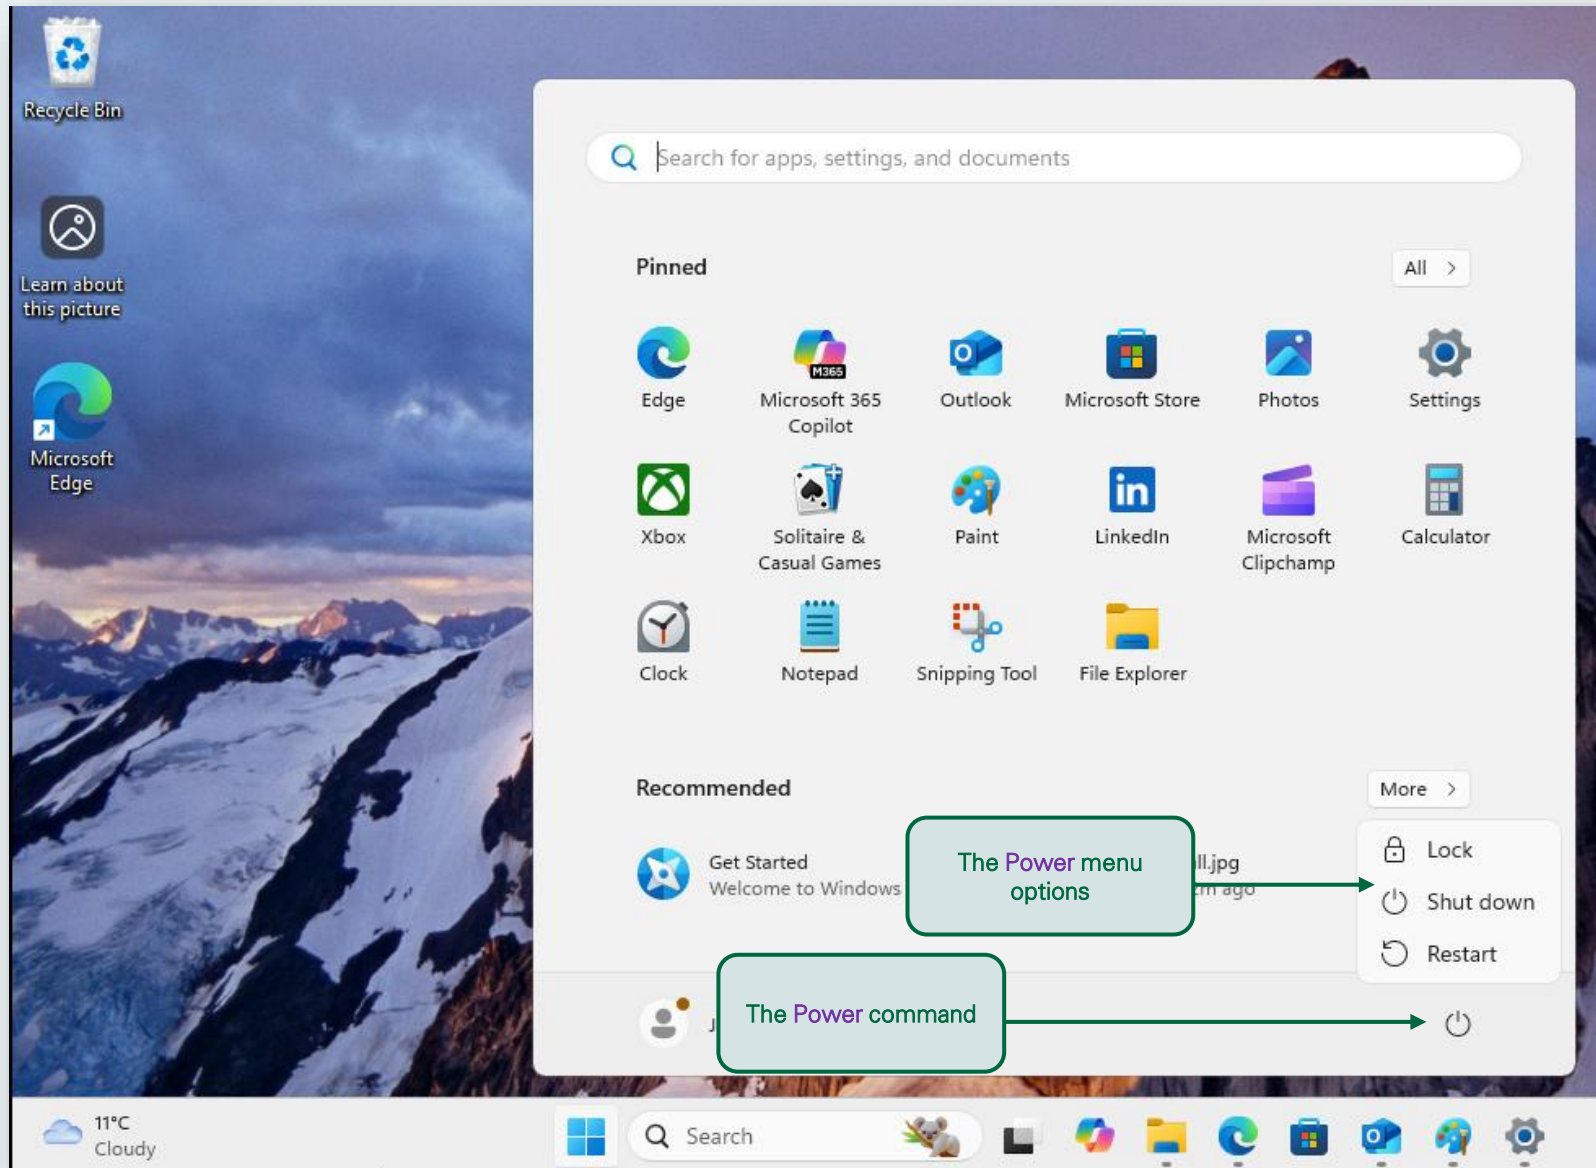 Recycle Bin
Learn about
this picture
Microsoft
Edge
Search for apps, settings, and documents
Pinned
All >
Edge
Microsoft 365
Copilot
M365
Outlook
Microsoft Store
Photos
Settings
Xbox
Solitaire &
Casual Games
Paint
in
LinkedIn
Microsoft
Clipchamp
Calculator
Clock
Notepad
Snipping Tool
File Explorer
Recommended
More >
Get Started
Welcome to Windows
ll.jpg
ago
The Power menu
options
Lock
Shut down
Restart
The Power command
11°C
Cloudy
Search